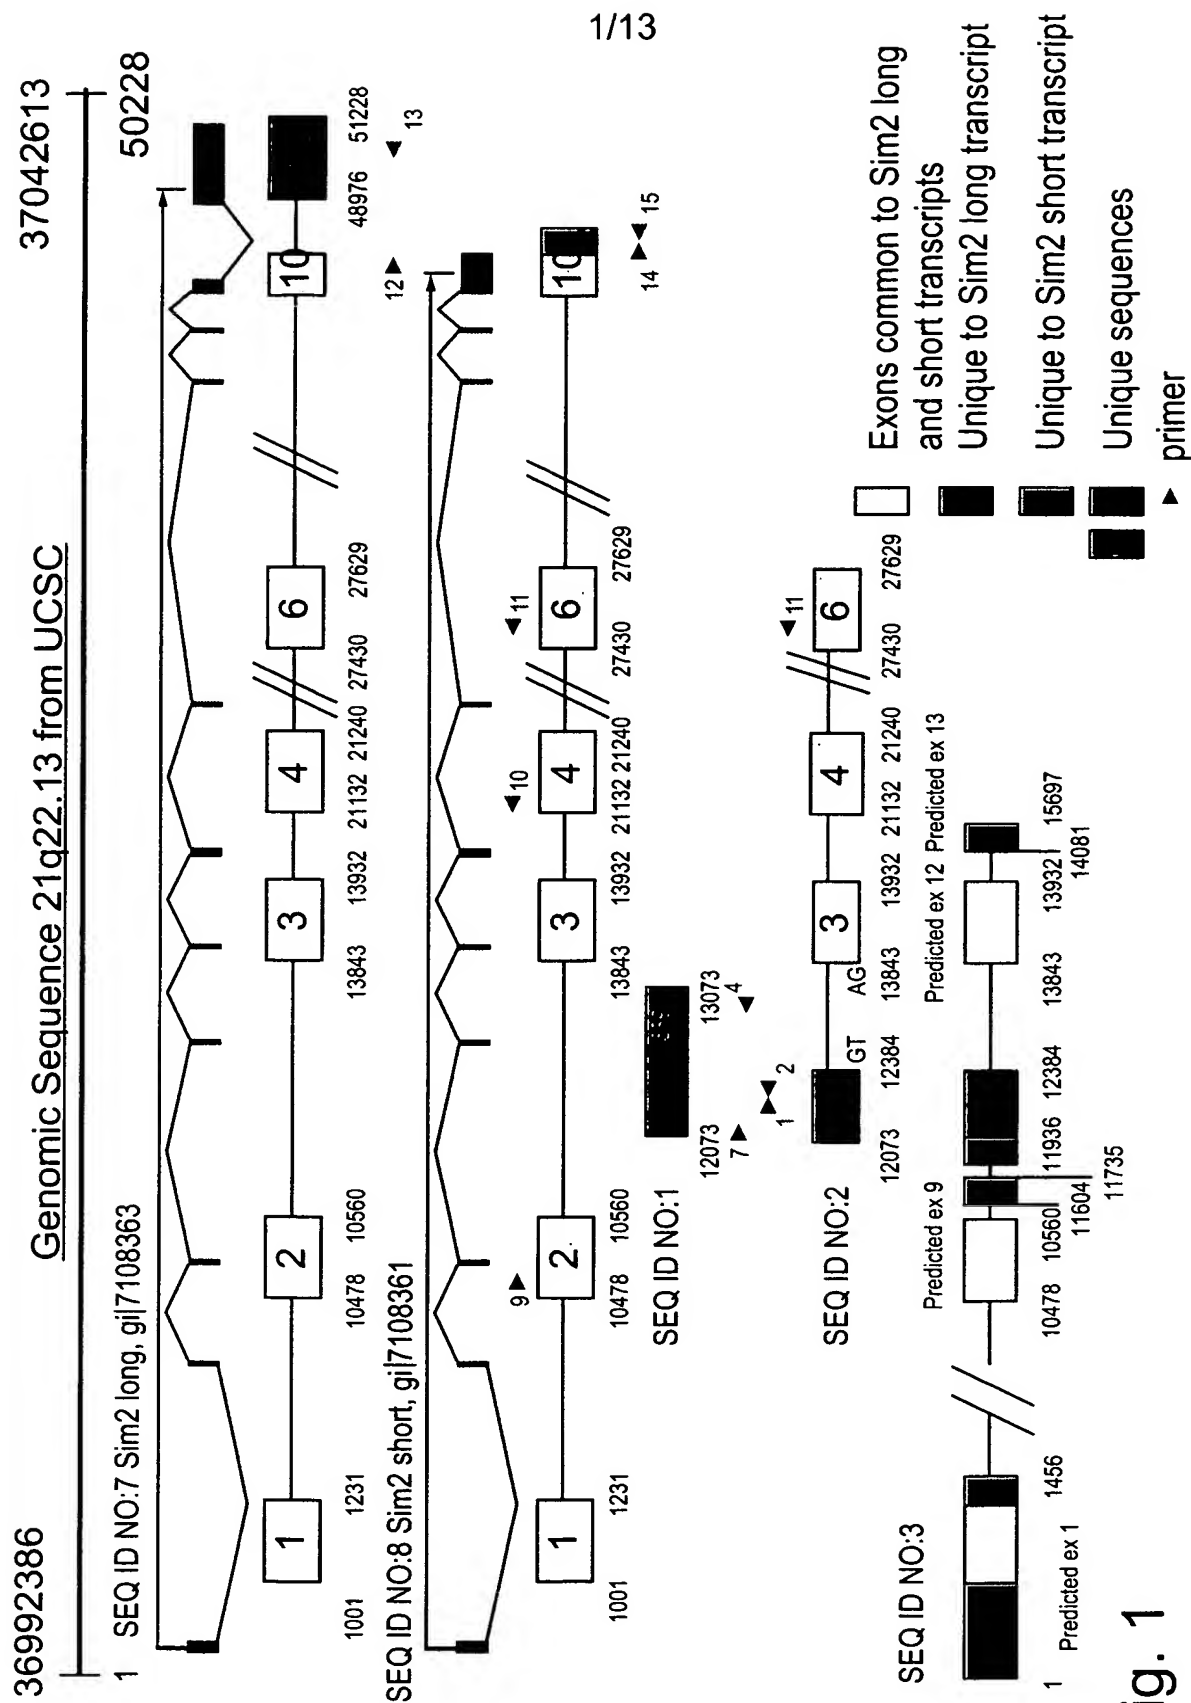 1/13
Genomic Sequence 21q22.13 from UCSC
36992386 37042613
1 50228
SEQ ID NO:7 Sim2 long, gi|7108363
1 2 3 4 6 10
1001 1231 10478 10560 13843 13932 21132 21240 27430 27629 48976 51228
12 13
SEQ ID NO:8 Sim2 short, gi|7108361
9 10 11
1 2 3 4 6 10
1001 1231 10478 10560 13843 13932 21132 21240 27430 27629
14 15
SEQ ID NO:1
12073 13073
7 4
1 2
SEQ ID NO:2
11
3 4 6
GT AG
12073 12384 13843 13932 21132 21240 27430 27629
SEQ ID NO:3
Predicted ex 9 Predicted ex 12 Predicted ex 13
1 1456 10478 10560 11936 12384 13843 13932 15697
11604 14081
11735
Predicted ex 1
Exons common to Sim2 long
and short transcripts
Unique to Sim2 long transcript
Unique to Sim2 short transcript
Unique sequences
primer
ig. 1